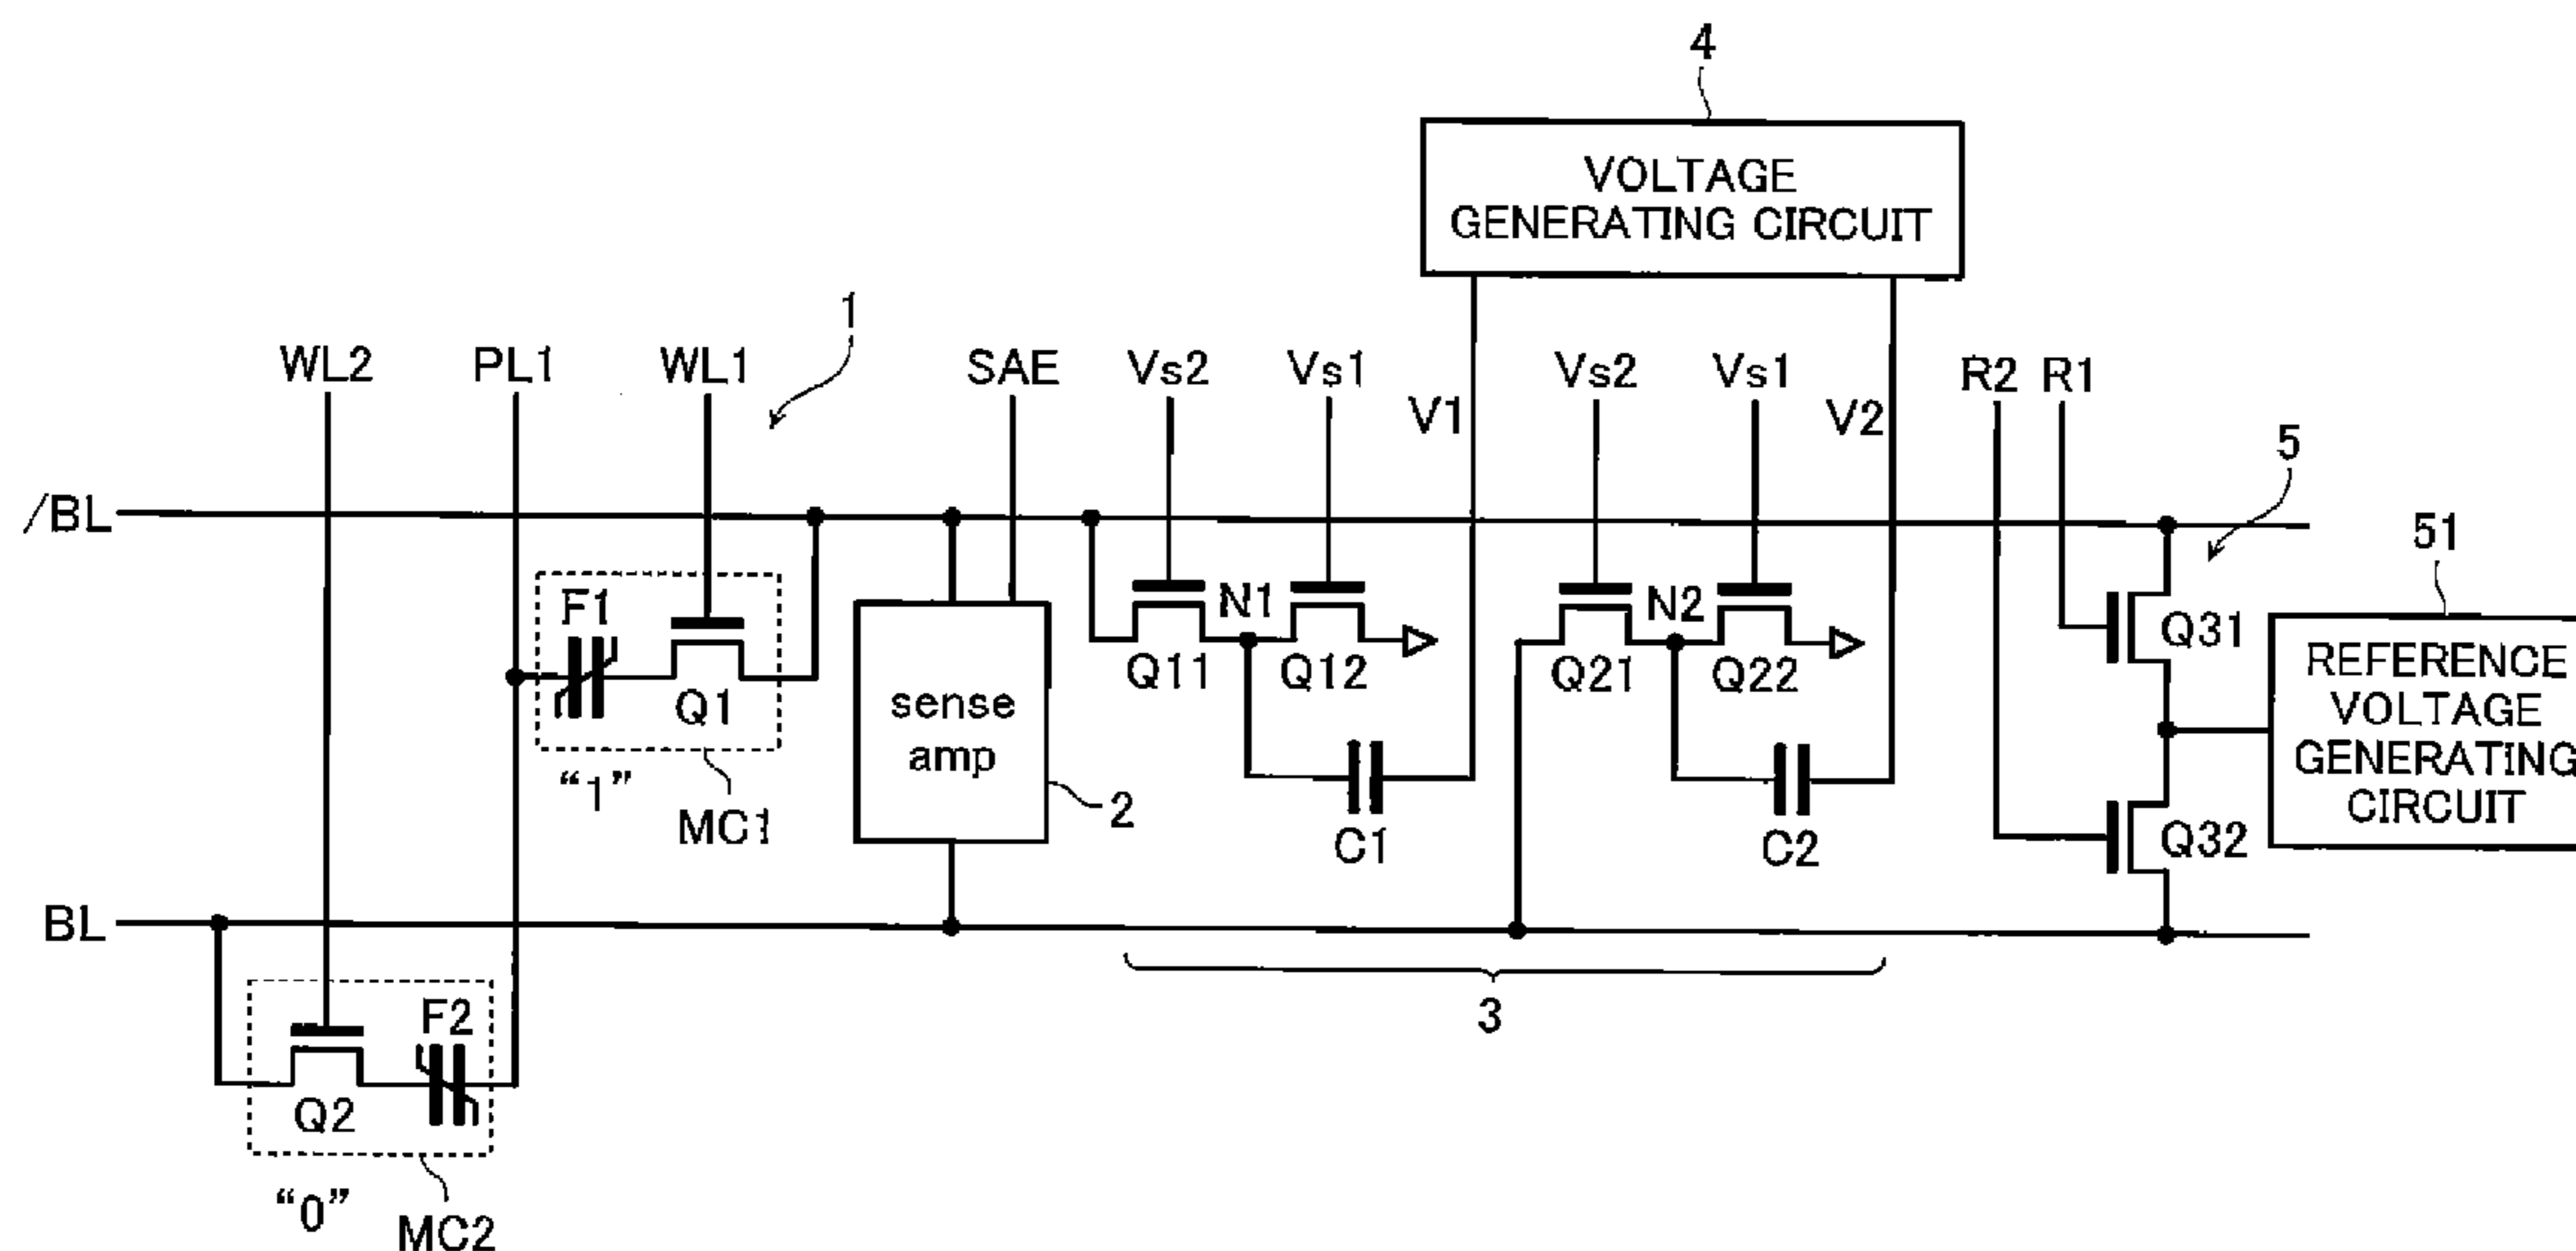 4
VOLTAGE
GENERATING CIRCUIT
1
WL2 PL1 WL1 SAE Vs2 Vs1 V1 Vs2 Vs1 V2 R2 R1
5
/BL
51
F1
N1
N2
Q1
Q11 Q12
Q21 Q22
Q31
sense
amp
REFERENCE
VOLTAGE
GENERATING
CIRCUIT
“1”
MC1
2
C1
C2
Q32
BL
3
F2
Q2
“0”
MC2